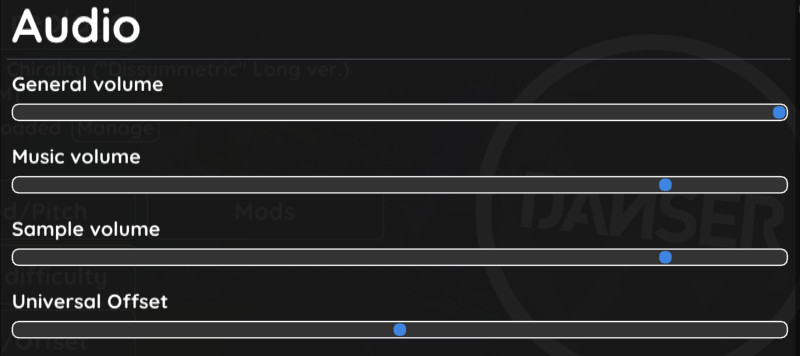 Audio
Chirality ("Dissymmetric" Long ver.)
General volume
oaded Manage
Music volume
d/Pitch
Mods
DANSER
Sample volume
difficulty
Universal Offset
/Offset